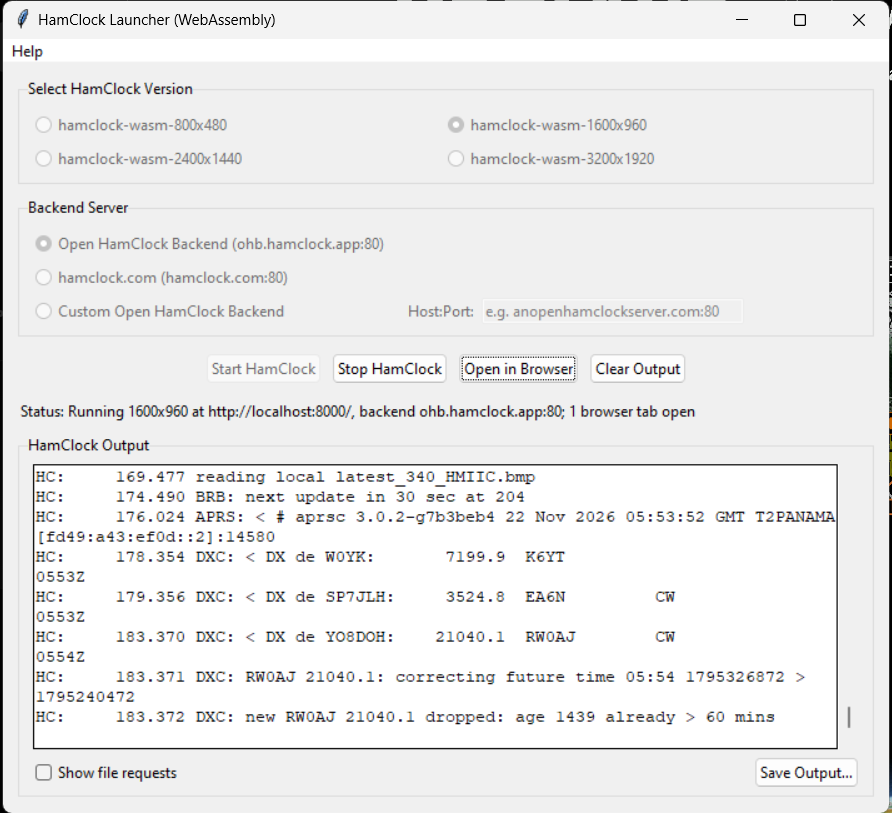 HamClock Launcher (WebAssembly)
Help
Select HamClock Version
hamclock-wasm-800x480
hamclock-wasm-1600x960
hamclock-wasm-2400x1440
hamclock-wasm-3200x1920
Backend Server
Open HamClock Backend (ohb.hamclock.app:80)
hamclock.com (hamclock.com:80)
Custom Open HamClock Backend
Host:Port: e.g. anopenhamclockserver.com:80
Start HamClock
Stop HamClock
Open in Browser
Clear Output
Status: Running 1600x960 at http://localhost:8000/, backend ohb.hamclock.app:80; 1 browser tab open
HamClock Output
HC: 169.477 reading local latest_340_HMIIC.bmp
HC: 174.490 BRB: next update in 30 sec at 204
HC: 176.024 APRS: < # aprsc 3.0.2-g7b3beb4 22 Nov 2026 05:53:52 GMT T2PANAMA
[fd49:a43:ef0d::2]:14580
HC: 178.354 DXC: < DX de W0YK: 7199.9 K6YT
0553Z
HC: 179.356 DXC: < DX de SP7JLH: 3524.8 EA6N CW
0553Z
HC: 183.370 DXC: < DX de YO8DOH: 21040.1 RW0AJ CW
0554Z
HC: 183.371 DXC: RW0AJ 21040.1: correcting future time 05:54 1795326872 >
1795240472
HC: 183.372 DXC: new RW0AJ 21040.1 dropped: age 1439 already > 60 mins
Show file requests
Save Output...